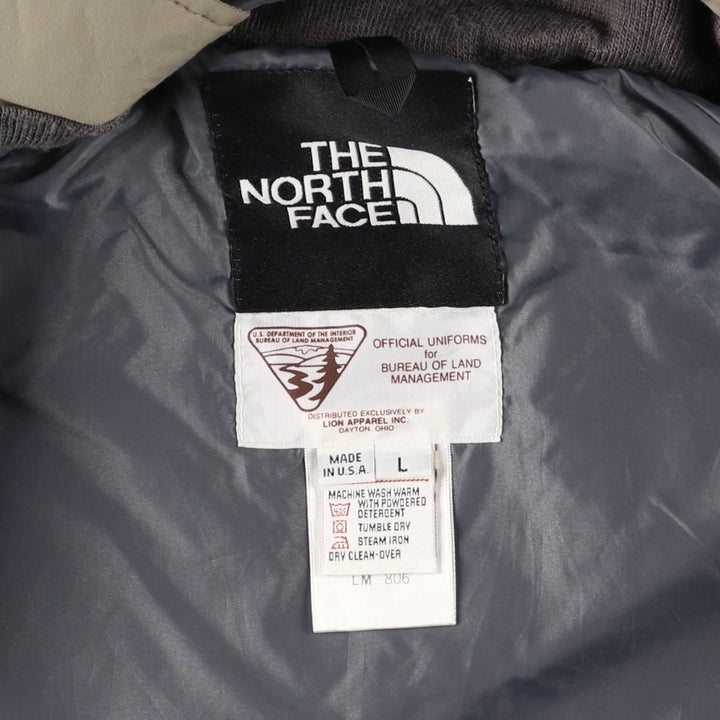 THE
NORTH
FACE
U.S. DEPARTMENT OF THE INTERIOR
BUREAU OF LAND MANAGEMENT
OFFICIAL UNIFORMS
for
BUREAU OF LAND
MANAGEMENT
DISTRIBUTED EXCLUSIVELY BY
LION APPAREL INC.
DAYTON, OHIO
MADE
IN U.S.A.
L
MACHINE WASH WARM
WITH POWDERED
DETERGENT
TUMBLE DRY
STEAM IRON
DRY CLEAN-OVER
LM 806